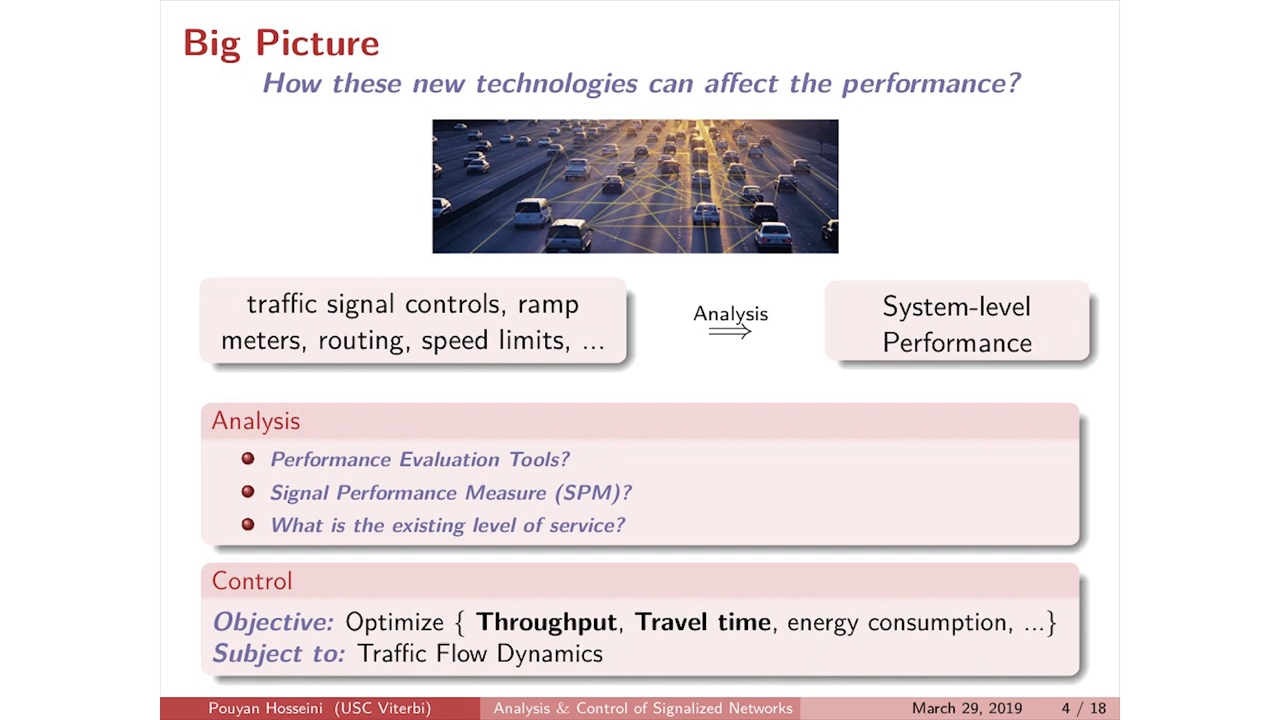 Big Picture
How these new technologies can affect the performance?
traffic signal controls, ramp
meters, routing, speed limits, ...
Analysis
⟹
System-level
Performance
Analysis
Performance Evaluation Tools?
Signal Performance Measure (SPM)?
What is the existing level of service?
Control
Objective: Optimize { Throughput, Travel time, energy consumption, ...}
Subject to: Traffic Flow Dynamics
Pouyan Hosseini (USC Viterbi) Analysis & Control of Signalized Networks March 29, 2019 4 / 18